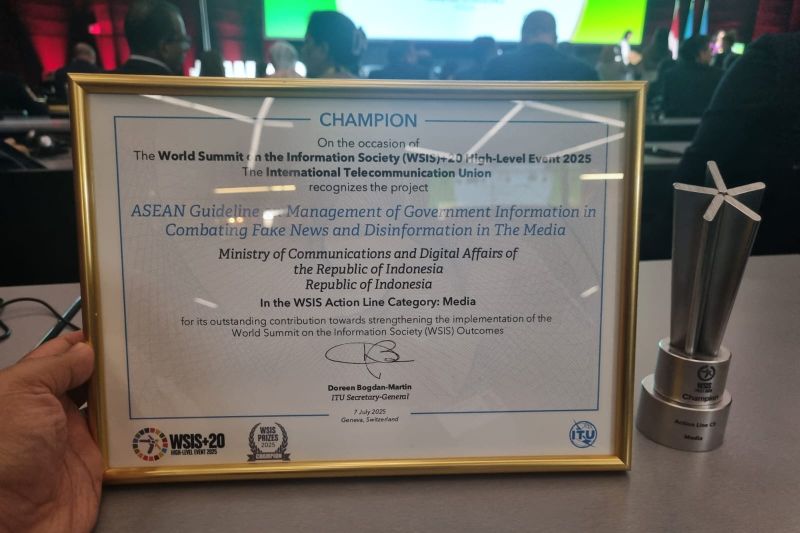 CHAMPION
On the occasion of
The World Summit on the Information Society (WSIS)+20 High-Level Event 2025
The International Telecommunication Union
recognizes the project
ASEAN Guideline on Management of Government Information in
Combating Fake News and Disinformation in The Media
Ministry of Communications and Digital Affairs of
the Republic of Indonesia
Republic of Indonesia
In the WSIS Action Line Category: Media
for its outstanding contribution towards strengthening the implementation of the
World Summit on the Information Society (WSIS) Outcomes
Doreen Bogdan-Martin
ITU Secretary-General
7 July 2025
Geneva, Switzerland
WSIS+20
HIGH-LEVEL EVENT 2025
WSIS
PRIZES
2025
CHAMPION
ITU
WSIS
Champion
Action Line C9
Media